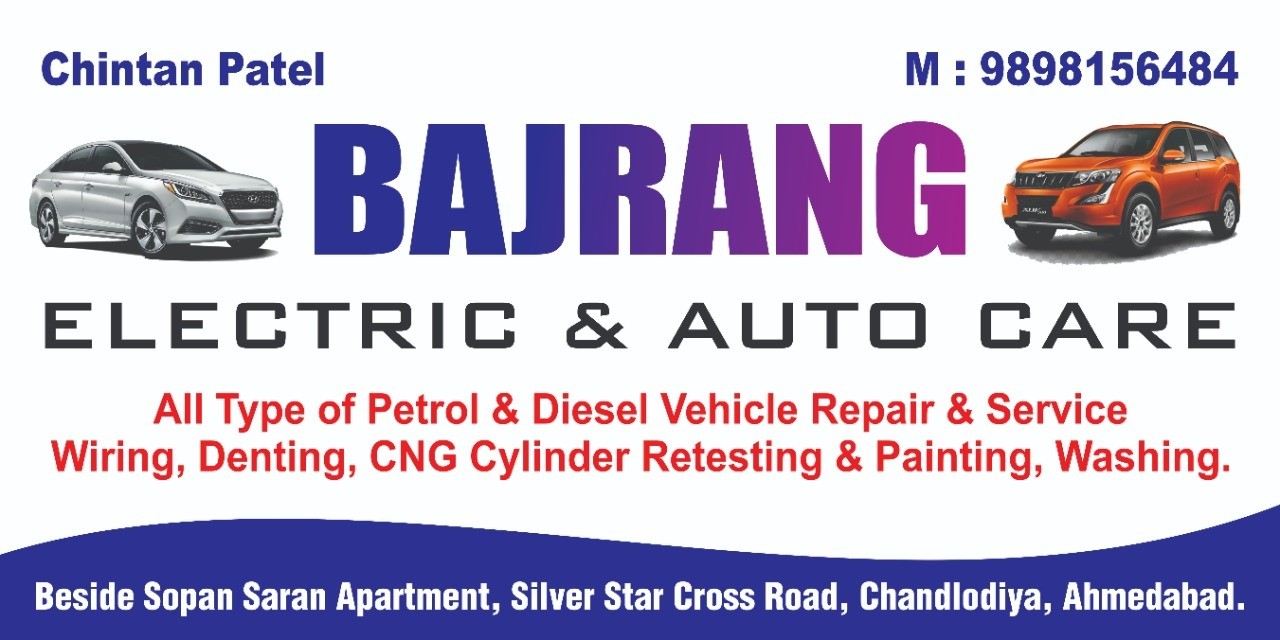 Chintan Patel
M : 9898156484
BAJRANG
ELECTRIC & AUTO CARE
All Type of Petrol & Diesel Vehicle Repair & Service
Wiring, Denting, CNG Cylinder Retesting & Painting, Washing.
Beside Sopan Saran Apartment, Silver Star Cross Road, Chandlodiya, Ahmedabad.